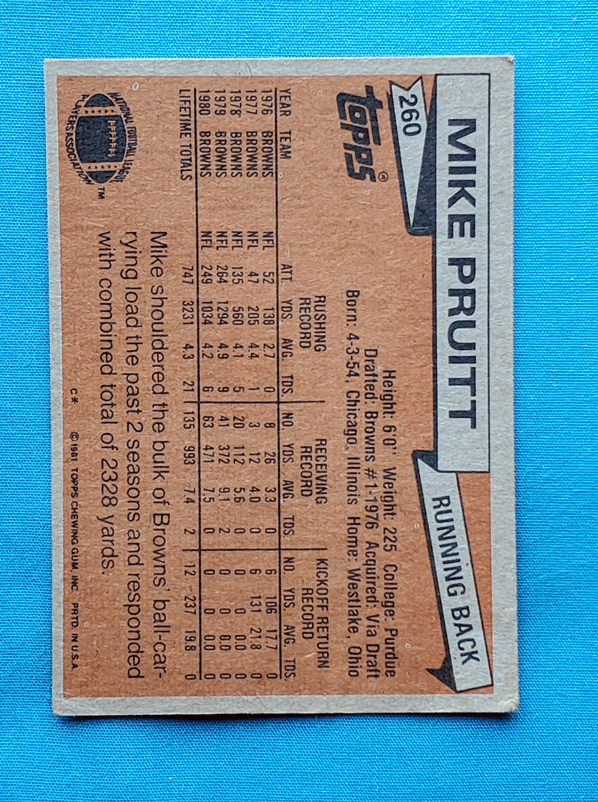 MIKE PRUITT
RUNNING BACK
260
topps®
Height: 6'0" Weight: 225 College: Purdue
Drafted: Browns #1-1976 Acquired: Via Draft
Born: 4-3-54, Chicago, Illinois Home: Westlake, Ohio
RUSHING RECORD RECEIVING RECORD KICKOFF RETURN RECORD
YEAR TEAM ATT. YDS. AVG. TDS. NO. YDS. AVG. TDS. NO. YDS. AVG. TDS.
1976 BROWNS NFL 52 138 2.7 0 8 26 3.3 0 6 106 17.7 0
1977 BROWNS NFL 47 205 4.4 1 3 12 4.0 0 6 131 21.8 0
1978 BROWNS NFL 135 560 4.1 5 20 112 5.6 0 0 0 0.0 0
1979 BROWNS NFL 264 1294 4.9 9 41 372 9.1 2 0 0 0.0 0
1980 BROWNS NFL 249 1034 4.2 6 63 471 7.5 0 0 0 0.0 0
LIFETIME TOTALS 747 3231 4.3 21 135 993 7.4 2 12 237 19.8 0
Mike shouldered the bulk of Browns' ball-car-
rying load the past 2 seasons and responded
with combined total of 2328 yards.
NATIONAL FOOTBALL LEAGUE
PLAYERS ASSOCIATION
TM
C* ©1981 TOPPS CHEWING GUM, INC. PRTD. IN U.S.A.